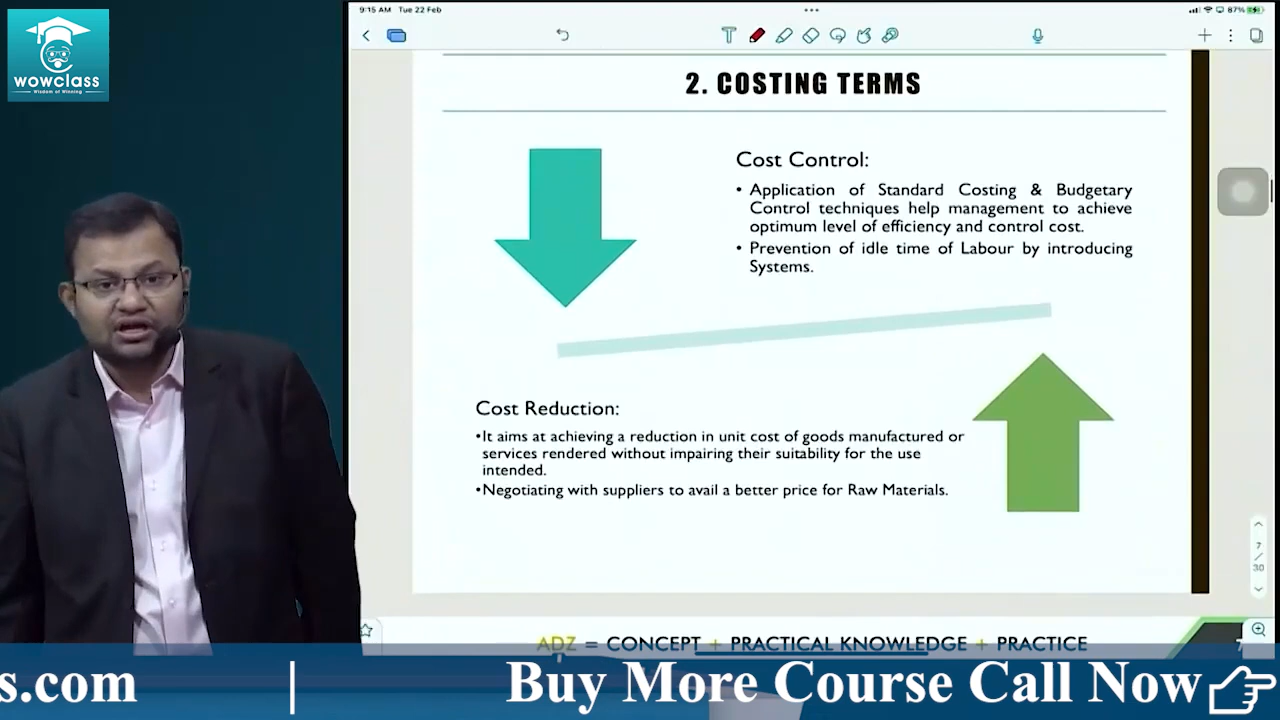 wowclass
Wisdom of Winning
9:15 AM Tue 22 Feb
87%
2. COSTING TERMS
Cost Control:
• Application of Standard Costing & Budgetary
Control techniques help management to achieve
optimum level of efficiency and control cost.
• Prevention of idle time of Labour by introducing
Systems.
Cost Reduction:
•It aims at achieving a reduction in unit cost of goods manufactured or
services rendered without impairing their suitability for the use
intended.
•Negotiating with suppliers to avail a better price for Raw Materials.
7
/
30
ADZ = CONCEPT + PRACTICAL KNOWLEDGE + PRACTICE
s.com | Buy More Course Call Now